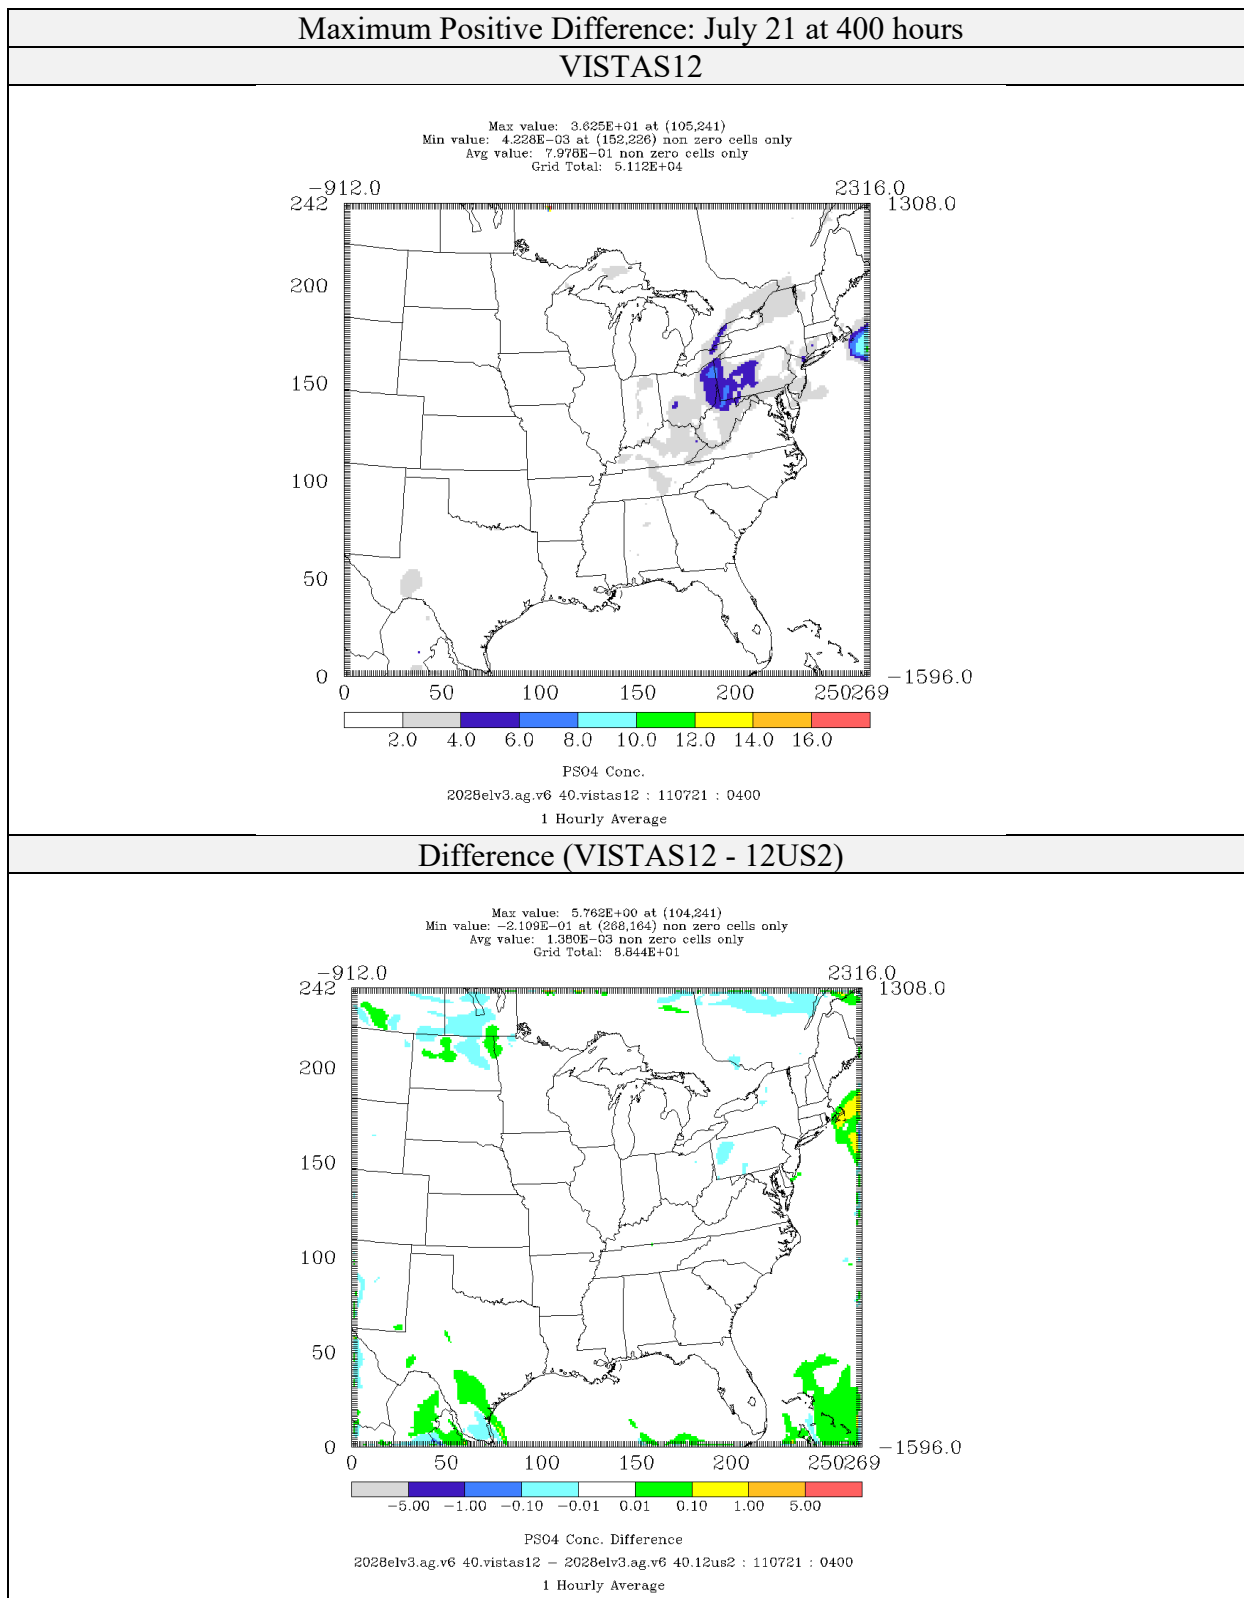 Maximum Positive Difference: July 21 at 400 hours
VISTAS12
Max value: 3.625E+01 at (105,241)
Min value: 4.228E-03 at (152,226) non zero cells only
Avg value: 7.978E-01 non zero cells only
Grid Total: 5.112E+04
-912.0 2316.0
242 1308.0
200
150
100
50
0 -1596.0
0 50 100 150 200 250269
2.0 4.0 6.0 8.0 10.0 12.0 14.0 16.0
PSO4 Conc.
2028elv3.ag.v6 40.vistas12 : 110721 : 0400
1 Hourly Average
Difference (VISTAS12 - 12US2)
Max value: 5.762E+00 at (104,241)
Min value: -2.109E-01 at (268,164) non zero cells only
Avg value: 1.380E-03 non zero cells only
Grid Total: 8.844E+01
-912.0 2316.0
242 1308.0
200
150
100
50
0 -1596.0
0 50 100 150 200 250269
-5.00 -1.00 -0.10 -0.01 0.01 0.10 1.00 5.00
PSO4 Conc. Difference
2028elv3.ag.v6 40.vistas12 - 2028elv3.ag.v6 40.12us2 : 110721 : 0400
1 Hourly Average